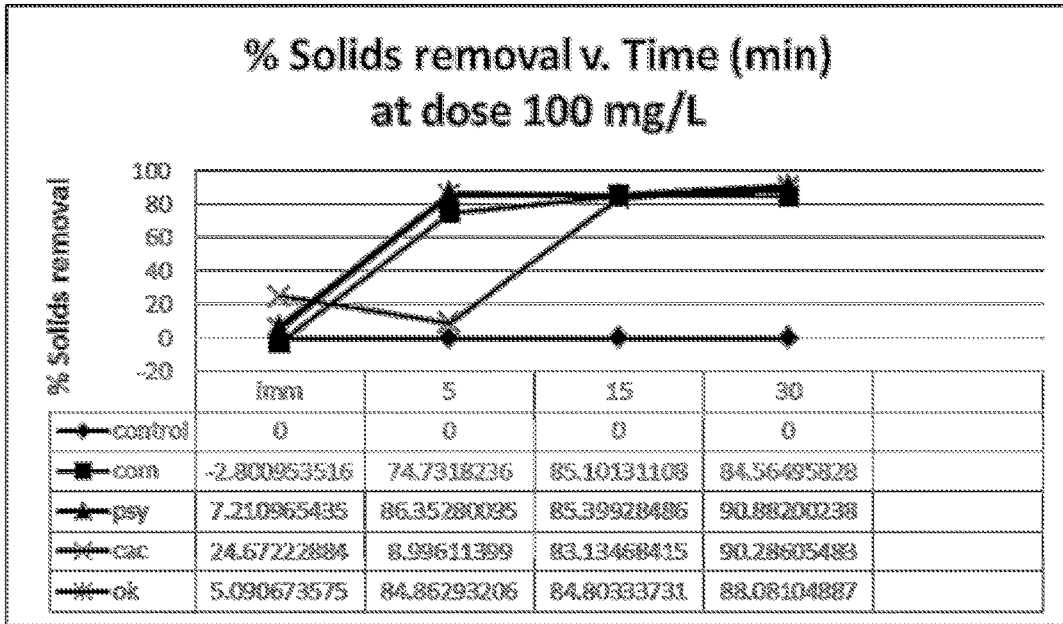 % Solids removal v. Time (min)
at dose 100 mg/L
% Solids removal
100
80
60
40
20
0
-20
Imm 5 15 30
control 0 0 0 0
com -2.800953516 74.7318236 85.10131108 84.56495828
psy 7.210965435 86.35280095 85.39928486 90.88200238
cac 24.67222884 8.99611399 83.13468415 90.28605483
ok 5.090673575 84.86293206 84.80333731 88.08104887